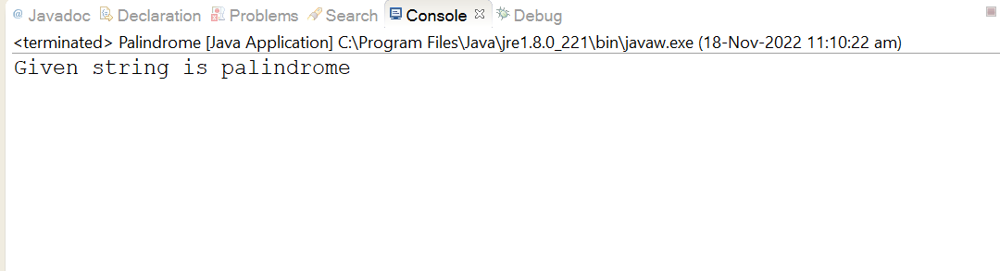 @ Javadoc Declaration Problems Search Console Debug
<terminated> Palindrome [Java Application] C:\Program Files\Java\jre1.8.0_221\bin\javaw.exe (18-Nov-2022 11:10:22 am)
Given string is palindrome